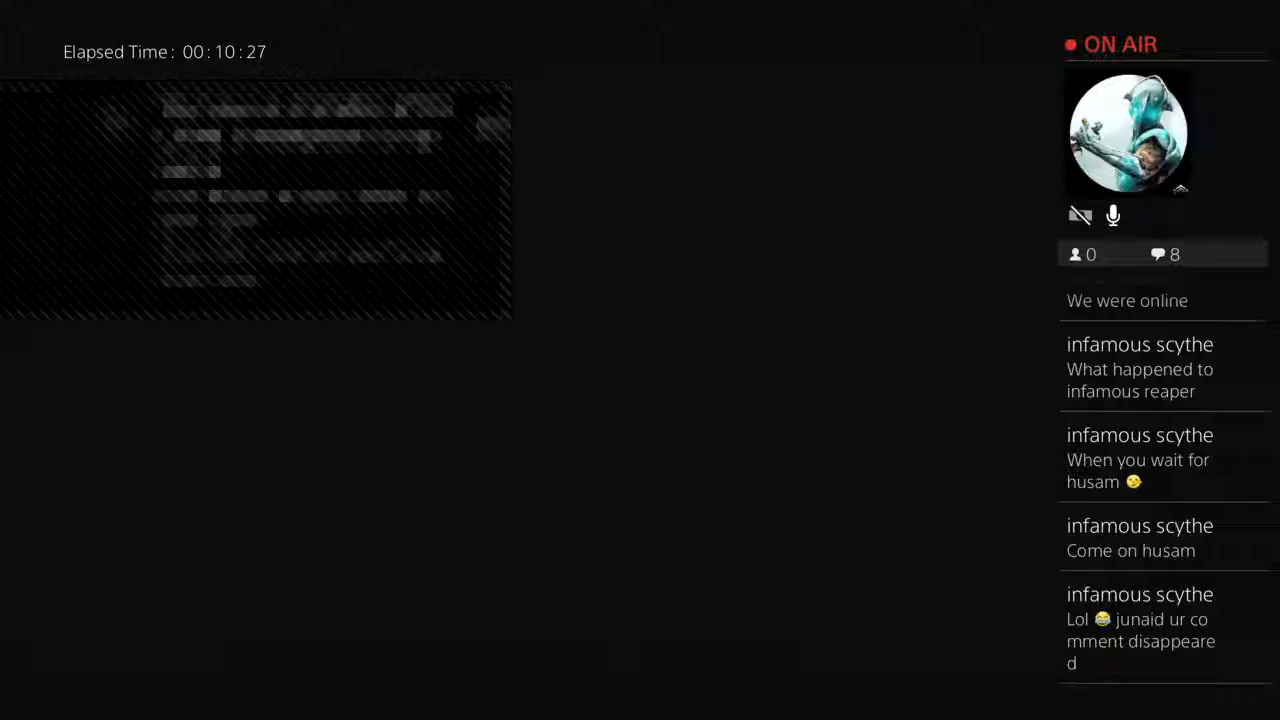 Elapsed Time: 00:10:27
ON AIR
0 8
We were online
infamous scythe
What happened to
infamous reaper
infamous scythe
When you wait for
husam 🤔
infamous scythe
Come on husam
infamous scythe
Lol 😂 junaid ur co
mment disappeare
d